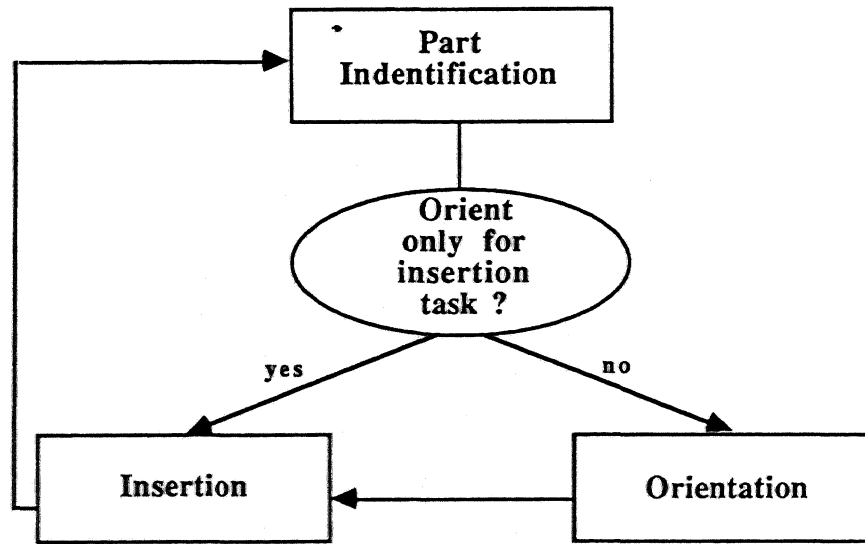 Part
Indentification
Orient
only for
insertion
task ?
yes
no
Insertion
Orientation